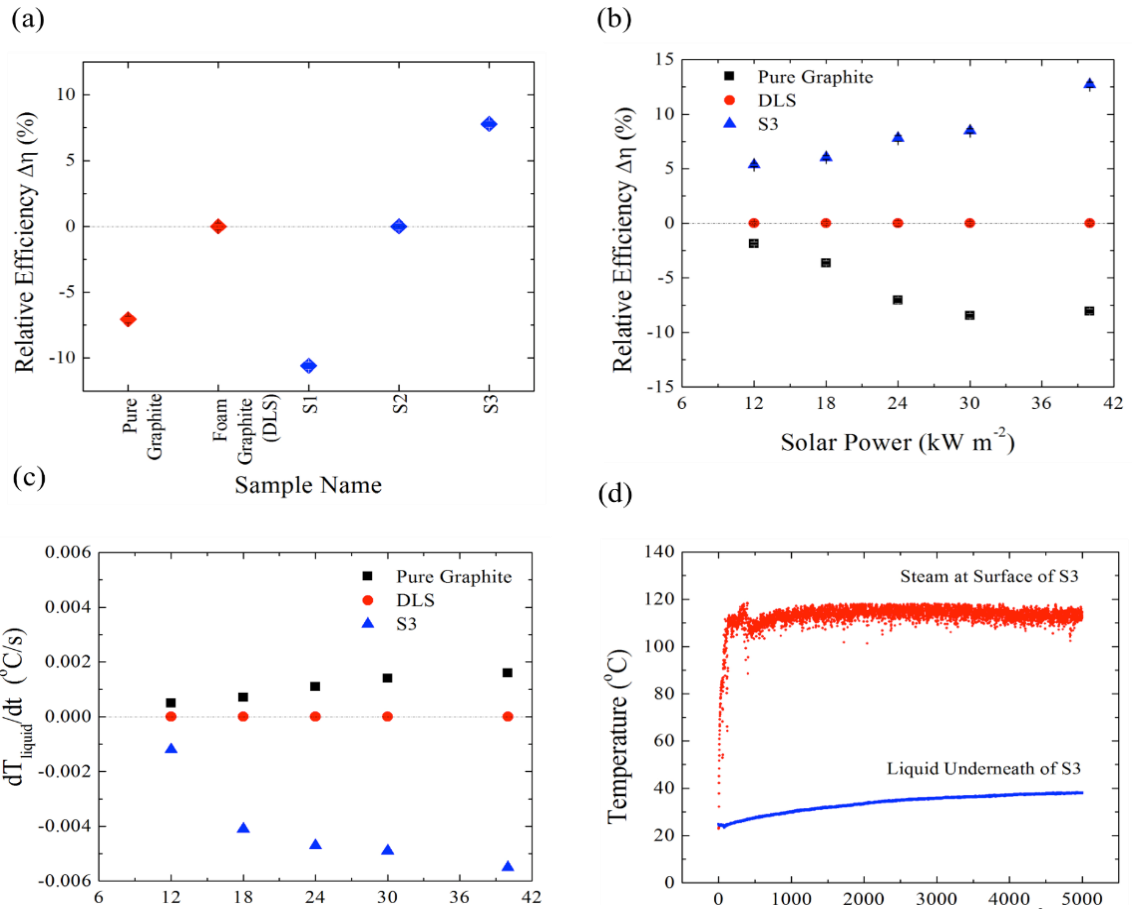 (a)
Relative Efficiency Δη (%)
10
5
0
-5
-10
Pure
Graphite
Foam
Graphite
(DLS)
S1
S2
S3
Sample Name
(b)
Relative Efficiency Δη (%)
15
10
5
0
-5
-10
-15
Pure Graphite
DLS
S3
6 12 18 24 30 36 42
Solar Power (kW m⁻²)
(c)
dT_liquid/dt (°C/s)
0.006
0.004
0.002
0.000
-0.002
-0.004
-0.006
Pure Graphite
DLS
S3
6 12 18 24 30 36 42
(d)
Temperature (°C)
140
120
100
80
60
40
20
0
Steam at Surface of S3
Liquid Underneath of S3
0 1000 2000 3000 4000 5000